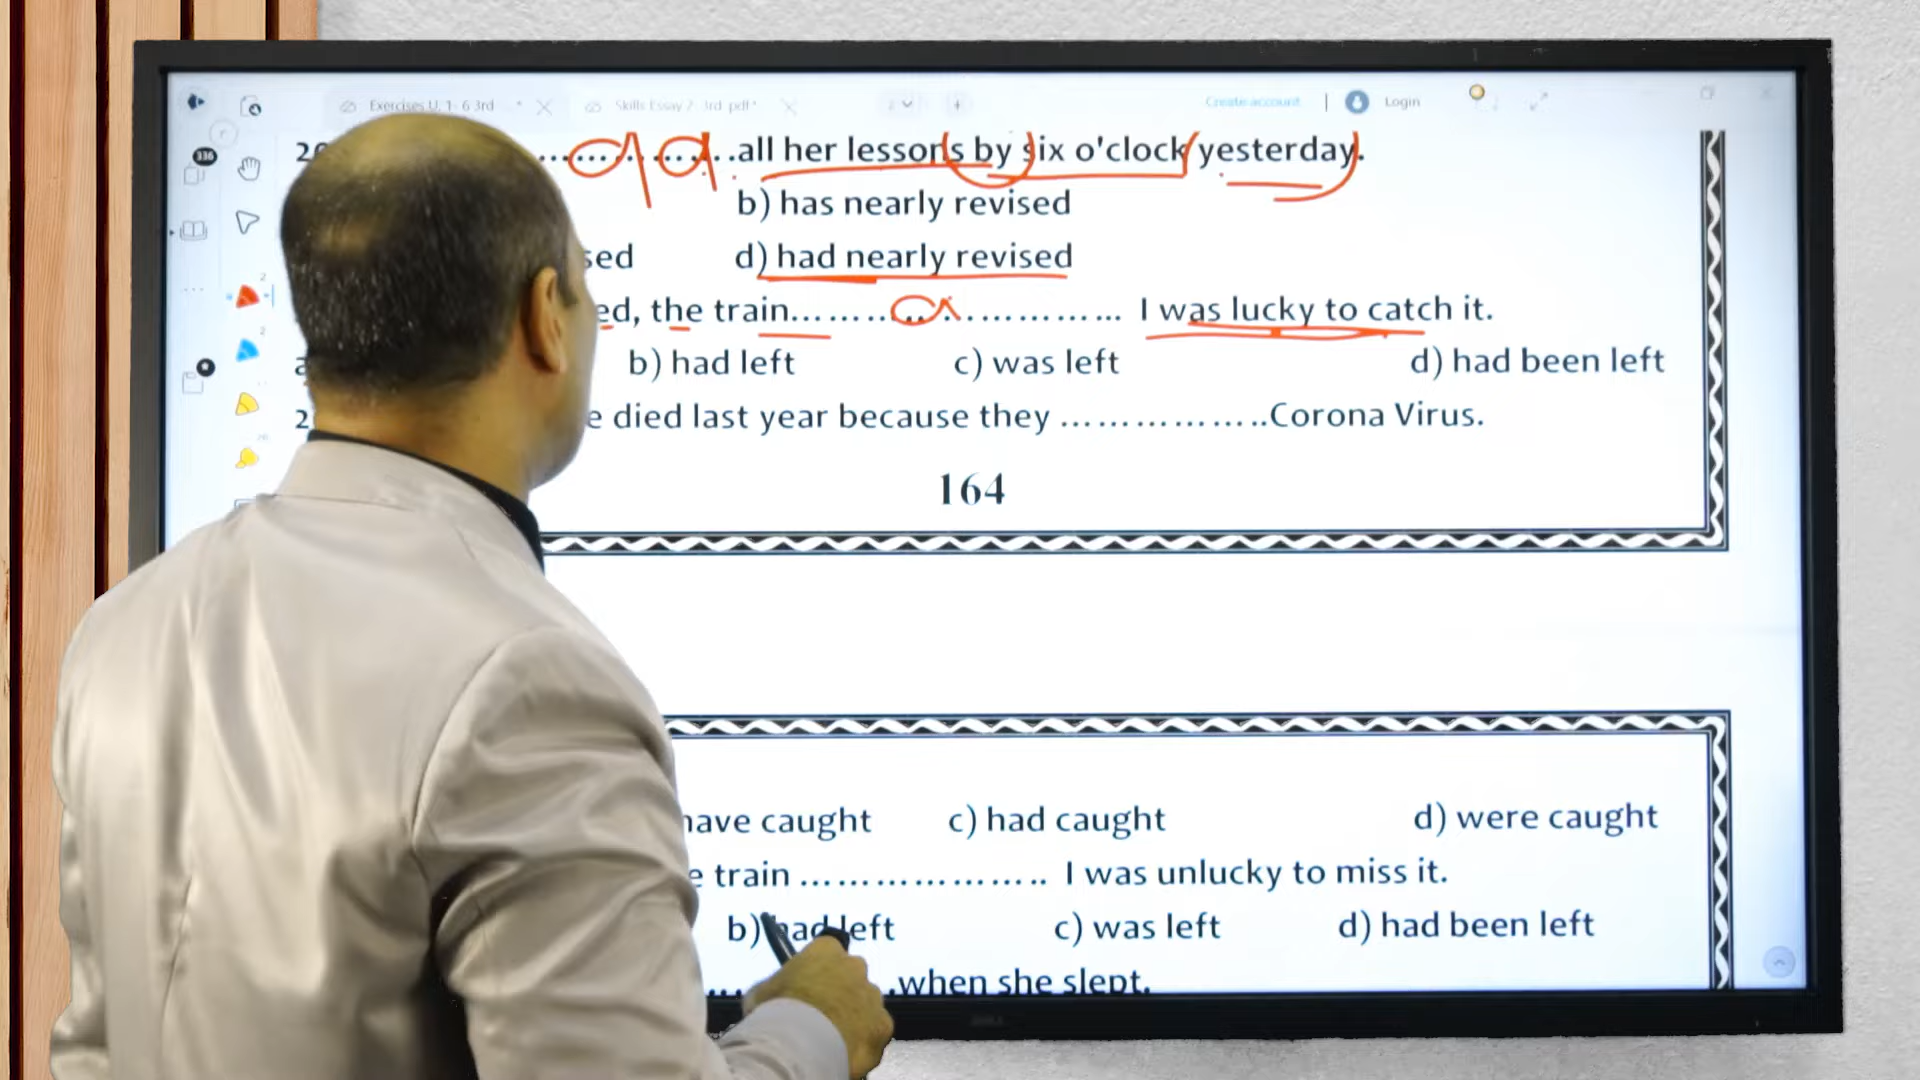 Exercises U. 1- 6 3rd
Skills Essay 2 3rd pdf*
Create account
Login
336
all her lessons by six o'clock yesterday.
b) has nearly revised
sed d) had nearly revised
ed, the train.............................. I was lucky to catch it.
b) had left c) was left d) had been left
e died last year because they ..................Corona Virus.
164
have caught c) had caught d) were caught
e train .................... I was unlucky to miss it.
b) had left c) was left d) had been left
when she slept.